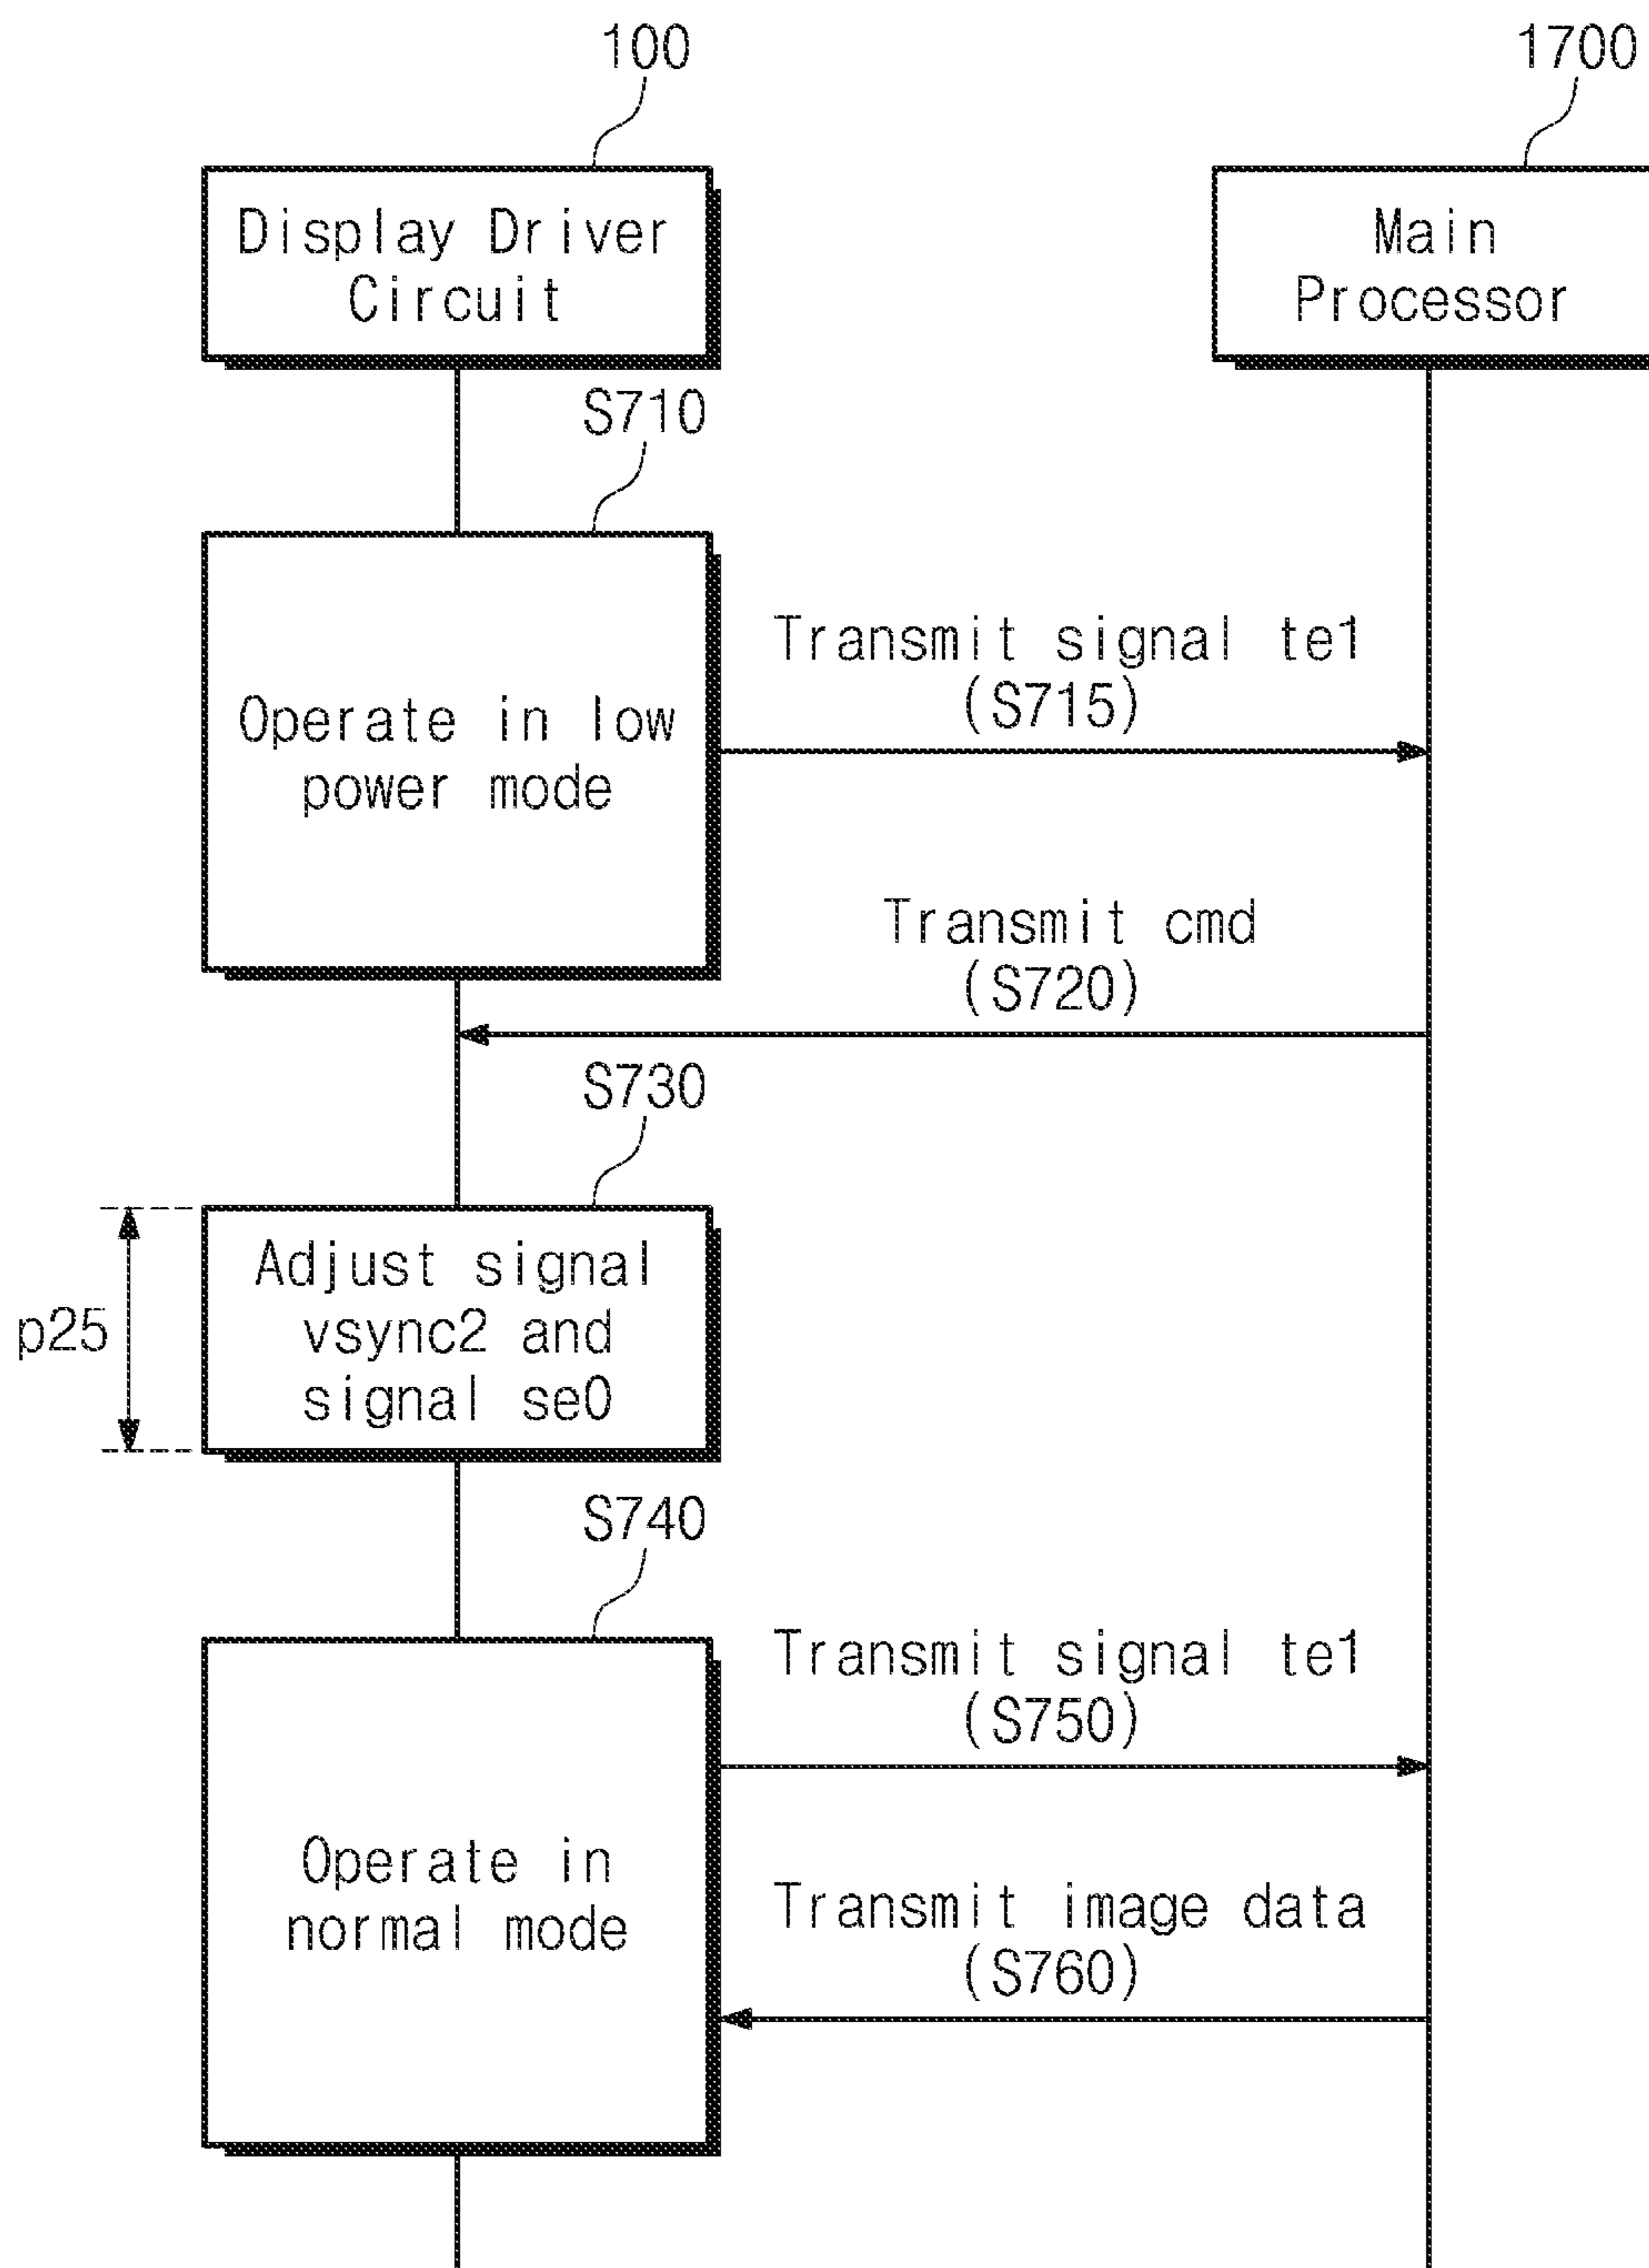 100
1700
Display Driver
Circuit
Main
Processor
S710
Operate in low
power mode
Transmit signal te1
(S715)
Transmit cmd
(S720)
S730
p25
Adjust signal
vsync2 and
signal se0
S740
Operate in
normal mode
Transmit signal te1
(S750)
Transmit image data
(S760)